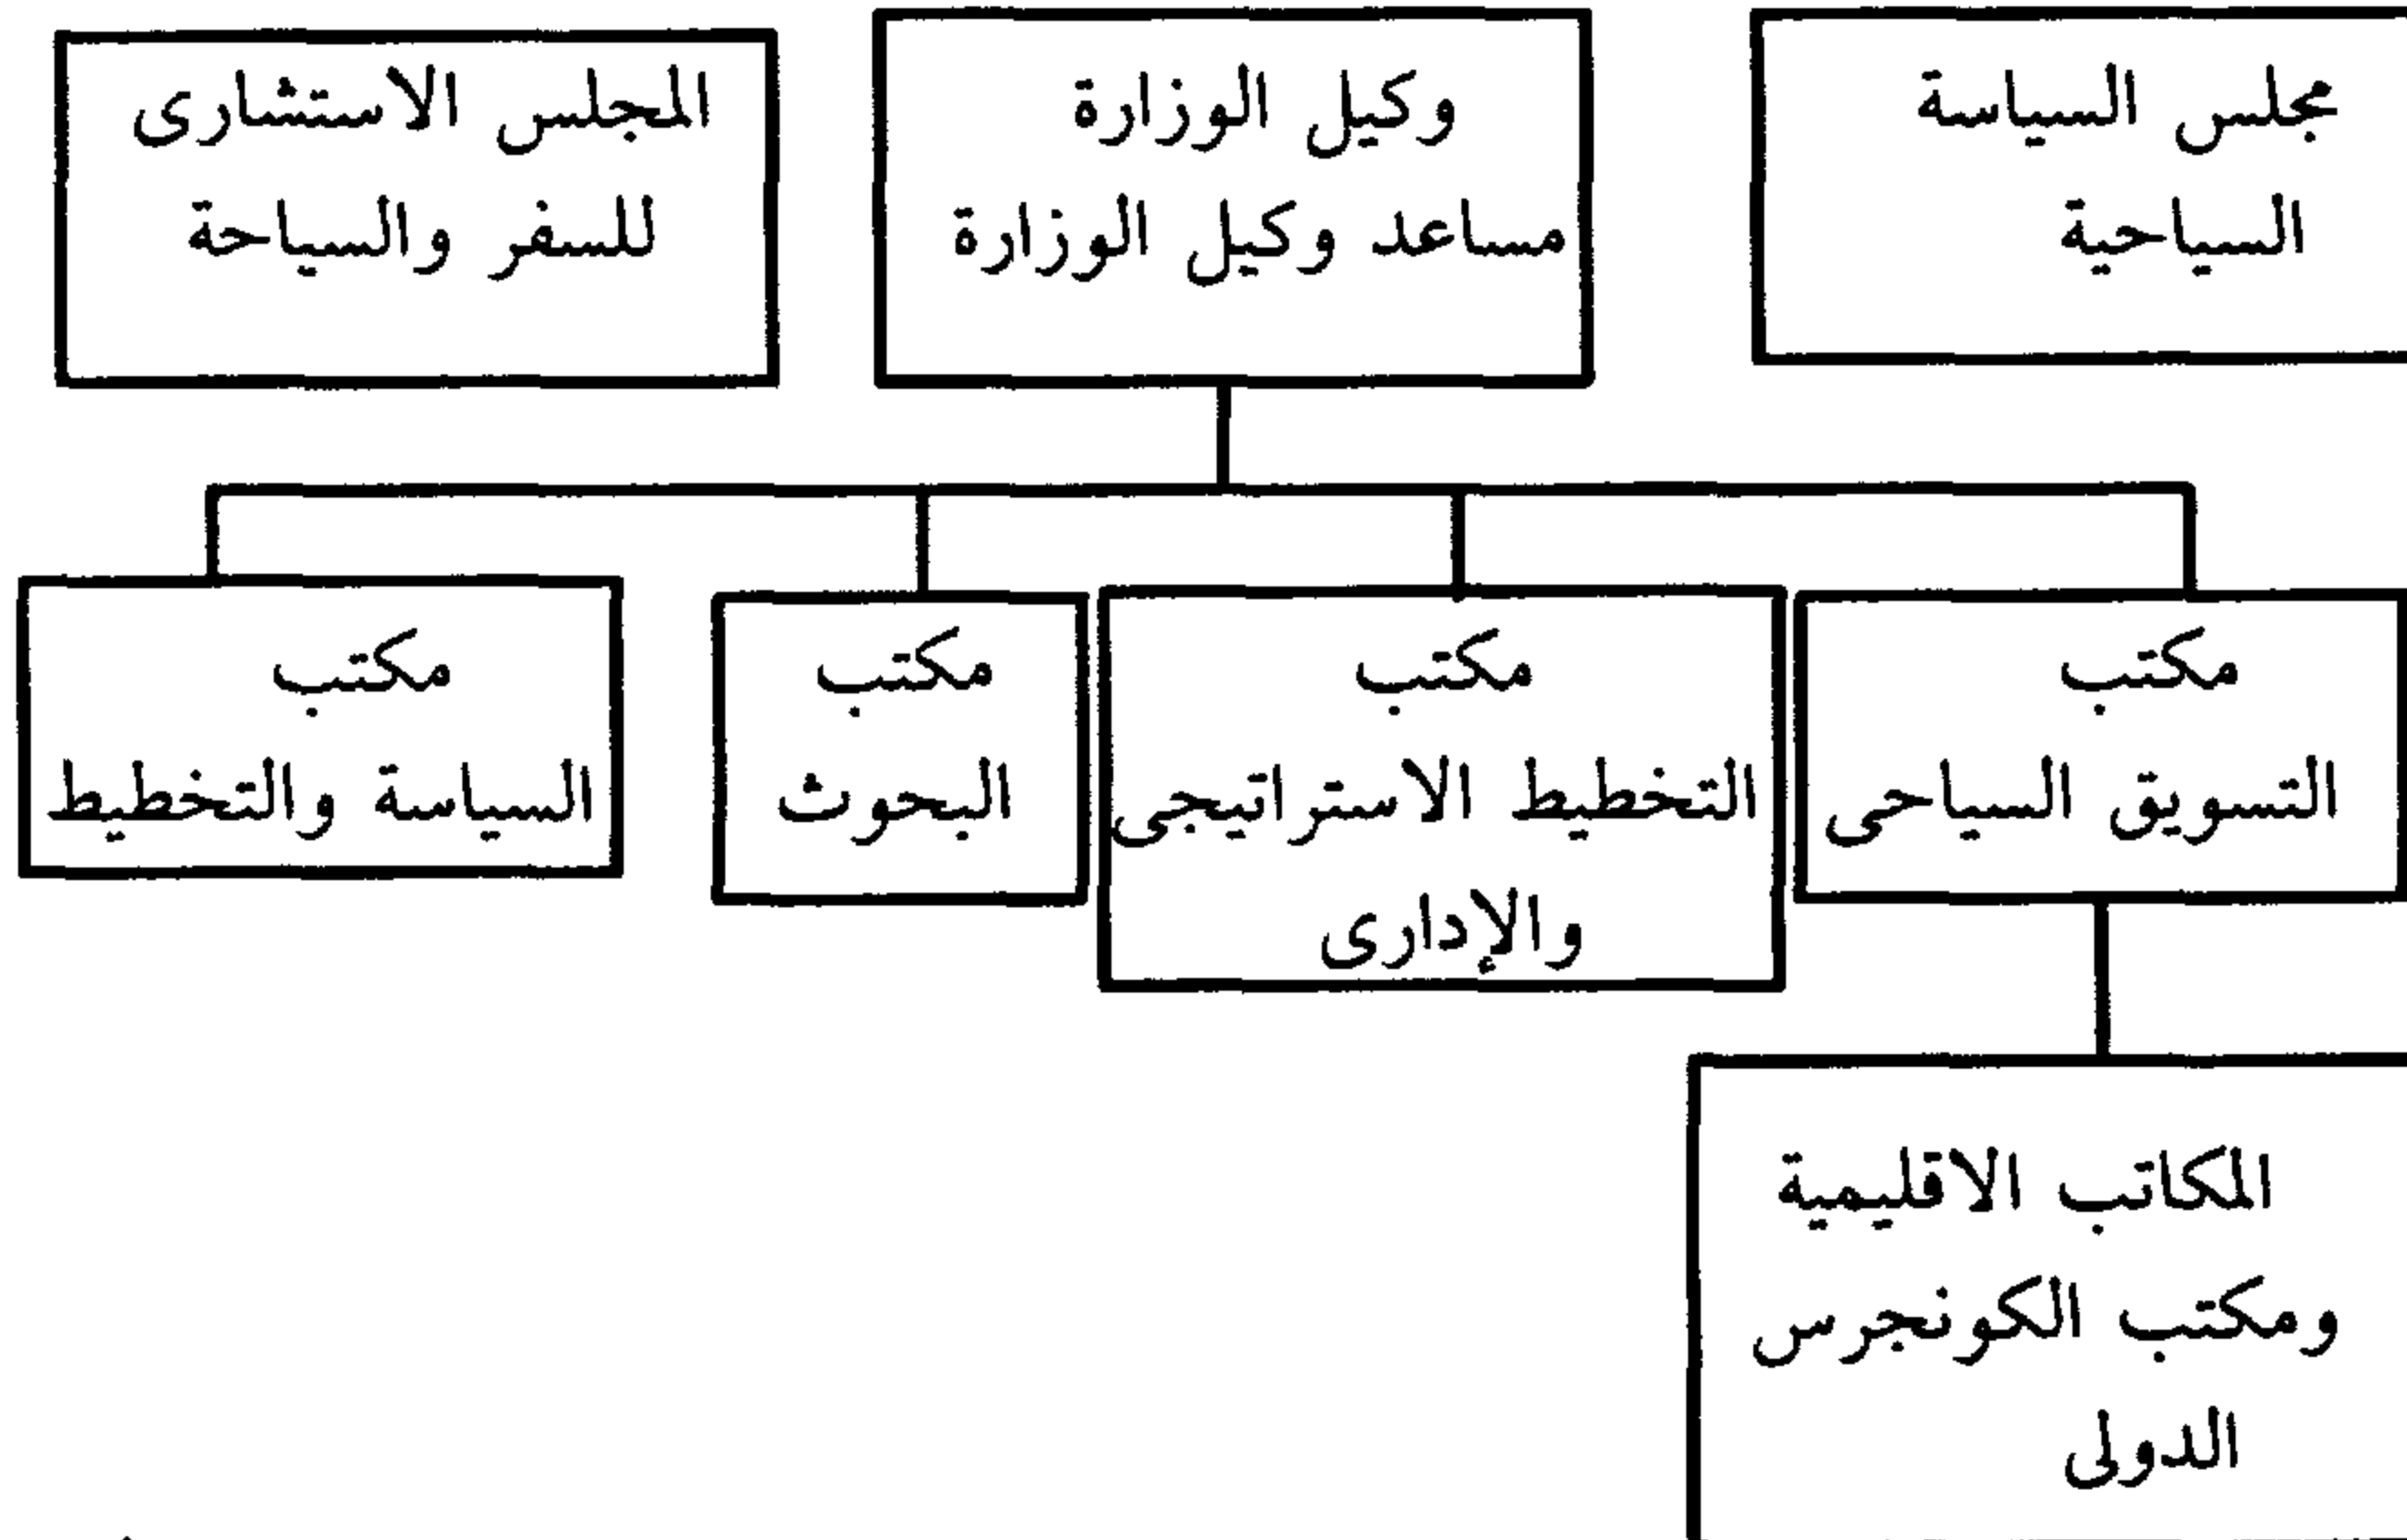 مجلس السياسة
السياحية
وكيل الوزارة
مساعد وكيل الوزارة
المجلس الاستشارى
للسفر والسياحة
مكتب
التسويق السياحى
مكتب
التخطيط الاستراتيجى
والإدارى
مكتب
البحوث
مكتب
السياسة والتخطيط
المكاتب الاقليمية
ومكتب الكونجرس
الدولى